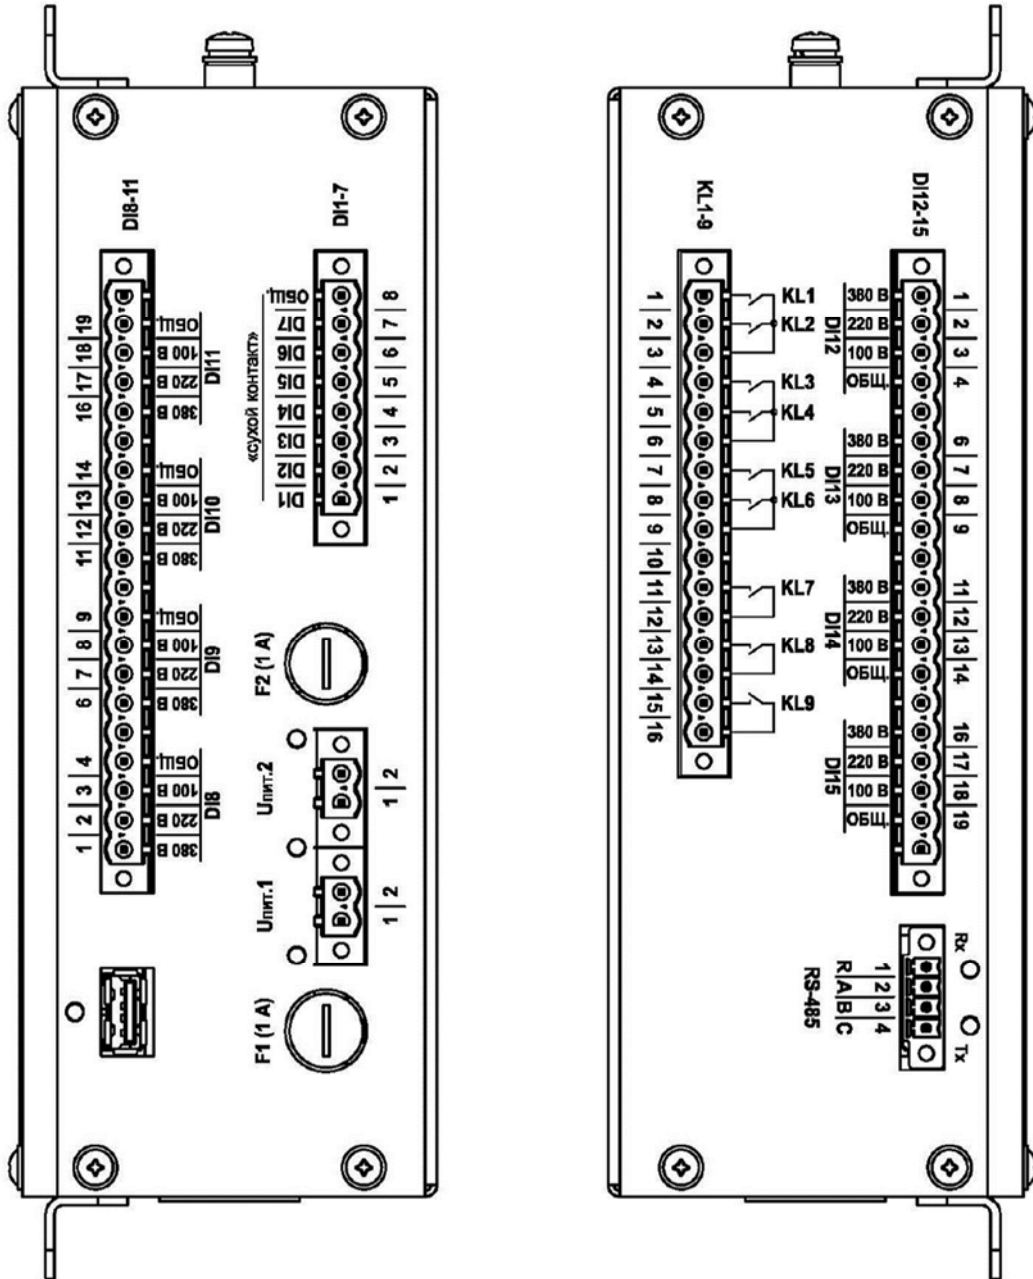 DI8-11
19
18
17
16
14
13
12
11
9
8
7
6
4
3
2
1
ОБЩ.
100 В
220 В
380 В
DI11
ОБЩ.
100 В
220 В
380 В
DI10
ОБЩ.
100 В
220 В
380 В
DI9
ОБЩ.
100 В
220 В
380 В
DI8
DI1-7
«сухой контакт»
ОБЩ.
DI7
DI6
DI5
DI4
DI3
DI2
DI1
8
7
6
5
4
3
2
1
F2 (1 А)
Uпит.2
1 2
Uпит.1
1 2
F1 (1 А)
KL1-9
1
2
3
4
5
6
7
8
9
10
11
12
13
14
15
16
KL1
KL2
KL3
KL4
KL5
KL6
KL7
KL8
KL9
DI12-15
DI12
380 В
220 В
100 В
ОБЩ.
DI13
380 В
220 В
100 В
ОБЩ.
DI14
380 В
220 В
100 В
ОБЩ.
DI15
380 В
220 В
100 В
ОБЩ.
1
2
3
4
6
7
8
9
11
12
13
14
16
17
18
19
RS-485
R A B C
1 2 3 4
Rx
Tx